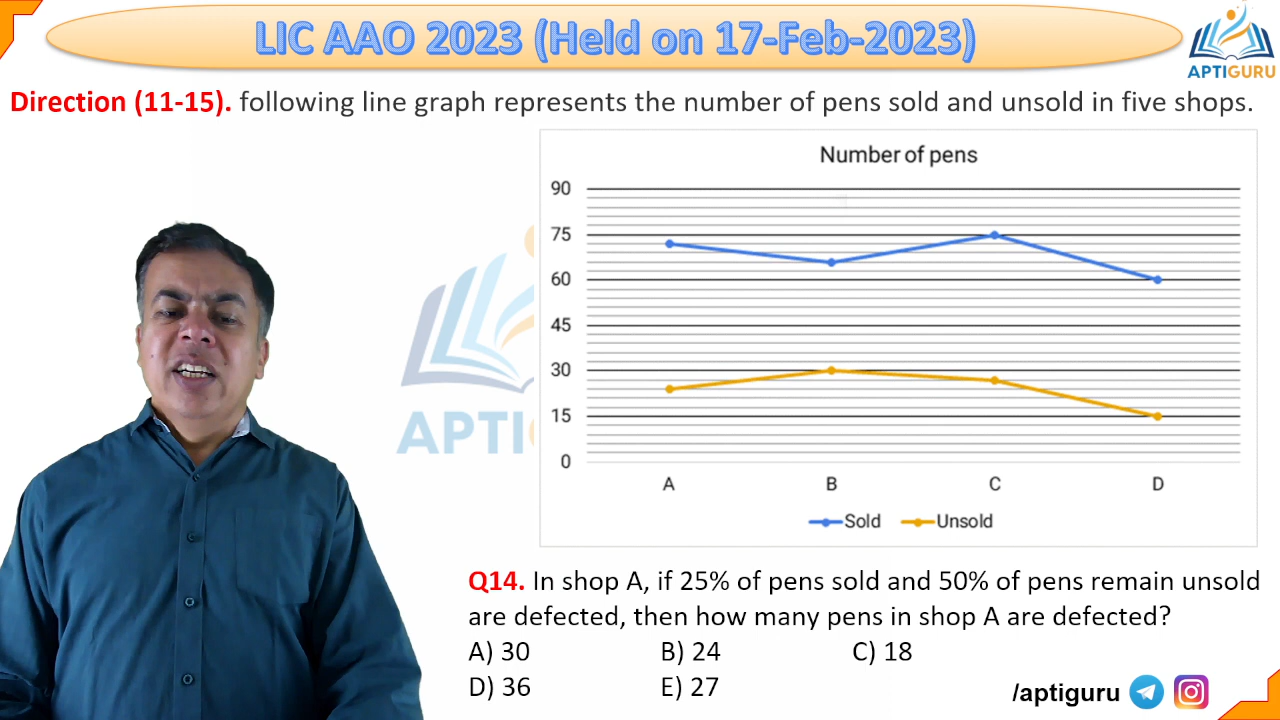 LIC AAO 2023 (Held on 17-Feb-2023)
APTIGURU
Direction (11-15). following line graph represents the number of pens sold and unsold in five shops.
Number of pens
90
75
60
45
30
15
0
A B C D
Sold Unsold
APTI
Q14. In shop A, if 25% of pens sold and 50% of pens remain unsold
are defected, then how many pens in shop A are defected?
A) 30 B) 24 C) 18
D) 36 E) 27
/aptiguru